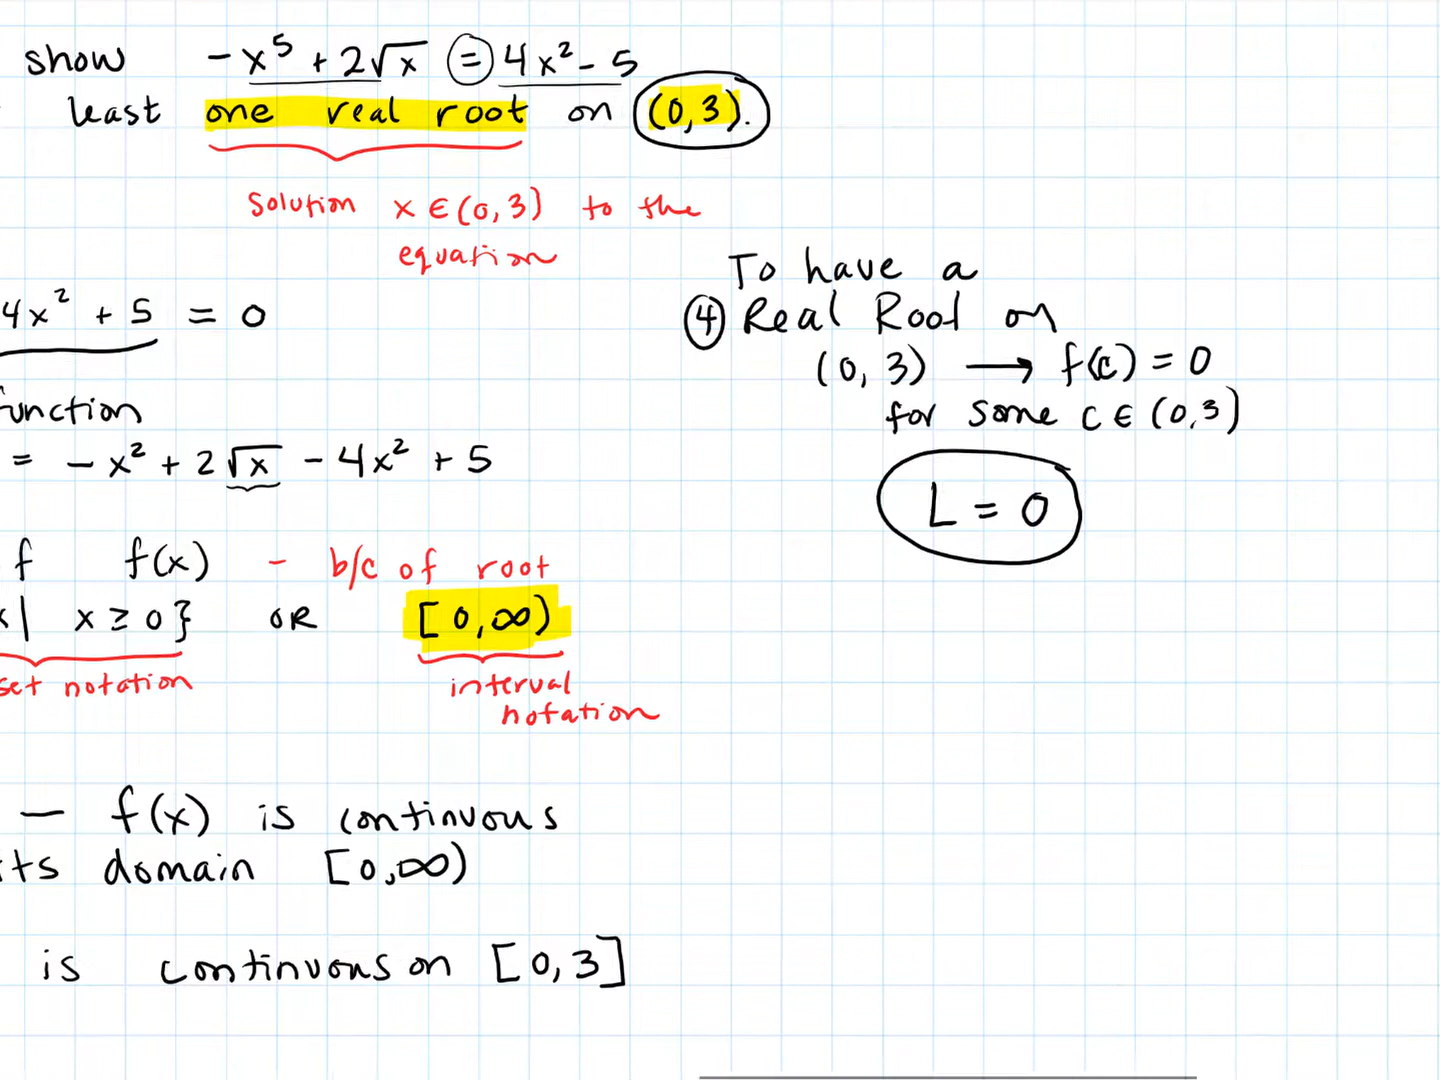 show −x⁵ + 2√x = 4x² − 5
least one real root on (0,3).
Solution x ∈ (0,3) to the
equation
4x² + 5 = 0
function
= −x² + 2√x − 4x² + 5
f f(x) - b/c of root
x| x ≥ 0} OR [0,∞)
set notation
interval
notation
— f(x) is continuous
its domain [0,∞)
is continuous on [0,3]
To have a
④ Real Root on
(0,3) → f(c) = 0
for some c ∈ (0,3)
L = 0